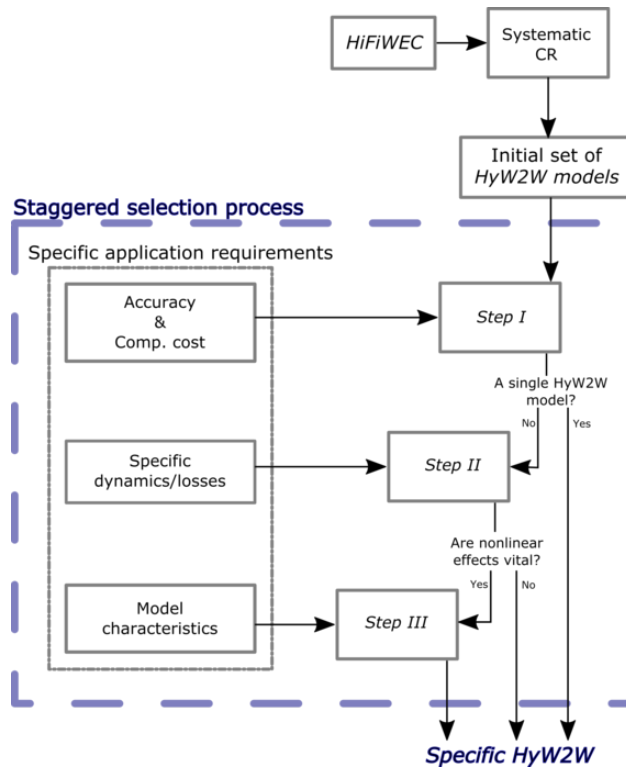 HiFiWEC
Systematic
CR
Initial set of
HyW2W models
Staggered selection process
Specific application requirements
Accuracy
&
Comp. cost
Step I
A single HyW2W
model?
No
Yes
Specific
dynamics/losses
Step II
Are nonlinear
effects vital?
Yes
No
Model
characteristics
Step III
Specific HyW2W